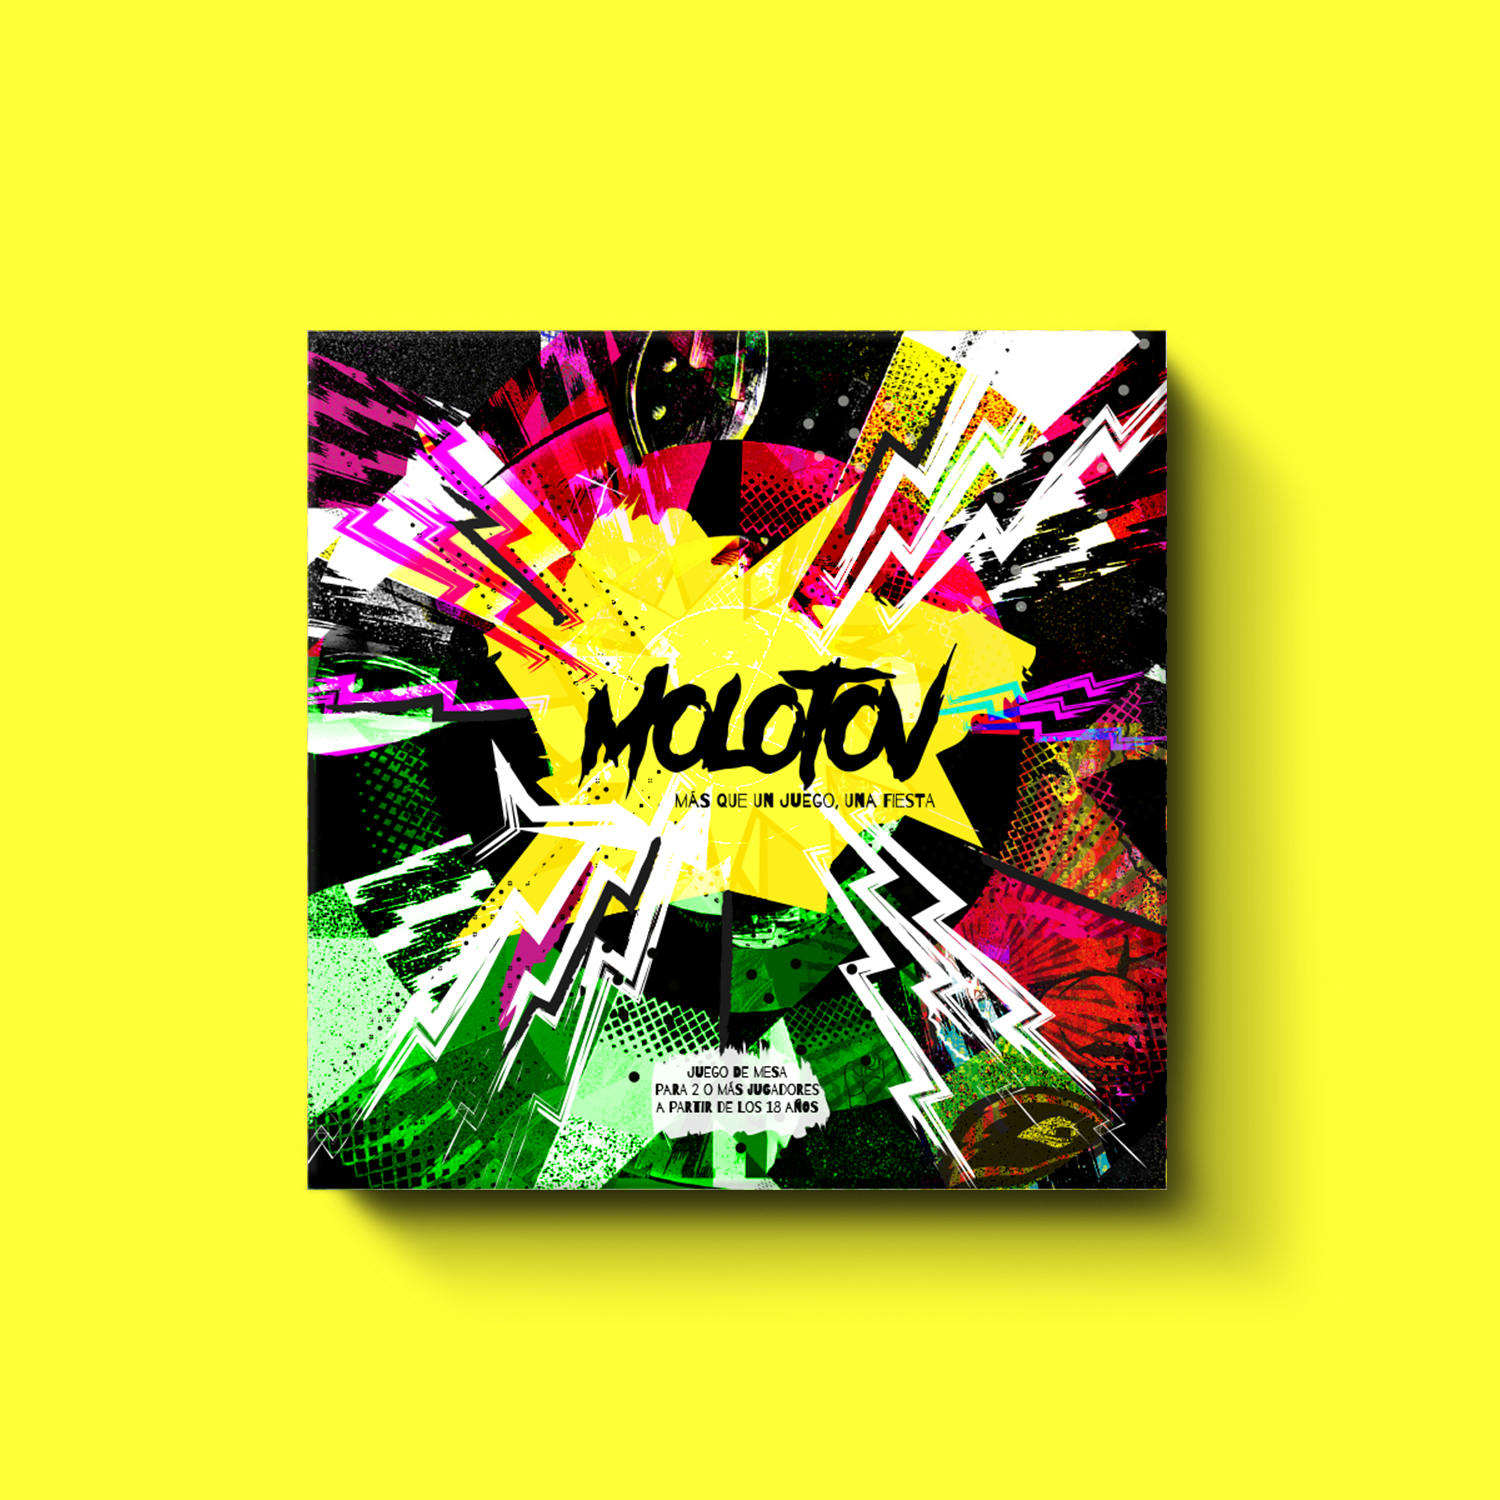 MOLOTOV
MÁS QUE UN JUEGO, UNA FIESTA
JUEGO DE MESA
PARA 2 O MÁS JUGADORES
A PARTIR DE LOS 18 AÑOS